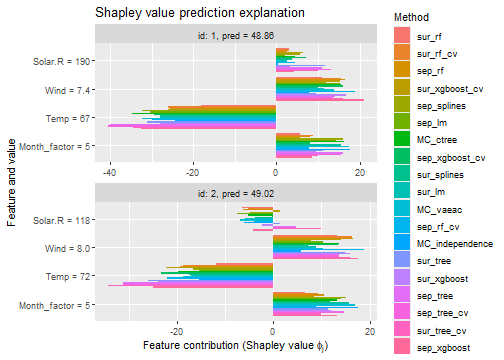 Shapley value prediction explanation
id: 1, pred = 48.86
Solar.R = 190
Wind = 7.4
Temp = 67
Month_factor = 5
-40
-20
0
20
id: 2, pred = 49.02
Solar.R = 118
Wind = 8.0
Temp = 72
Month_factor = 5
-20
0
20
Feature and value
Feature contribution (Shapley value ϕj)
Method
sur_rf
sur_rf_cv
sep_rf
sur_xgboost_cv
sep_splines
sep_lm
MC_ctree
sep_xgboost_cv
sur_splines
sur_lm
MC_vaeac
sep_rf_cv
MC_independence
sur_tree
sur_xgboost
sep_tree
sep_tree_cv
sur_tree_cv
sep_xgboost